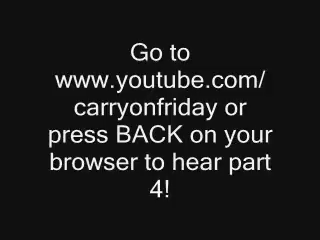 Go to
www.youtube.com/
carryonfriday or
press BACK on your
browser to hear part
4!